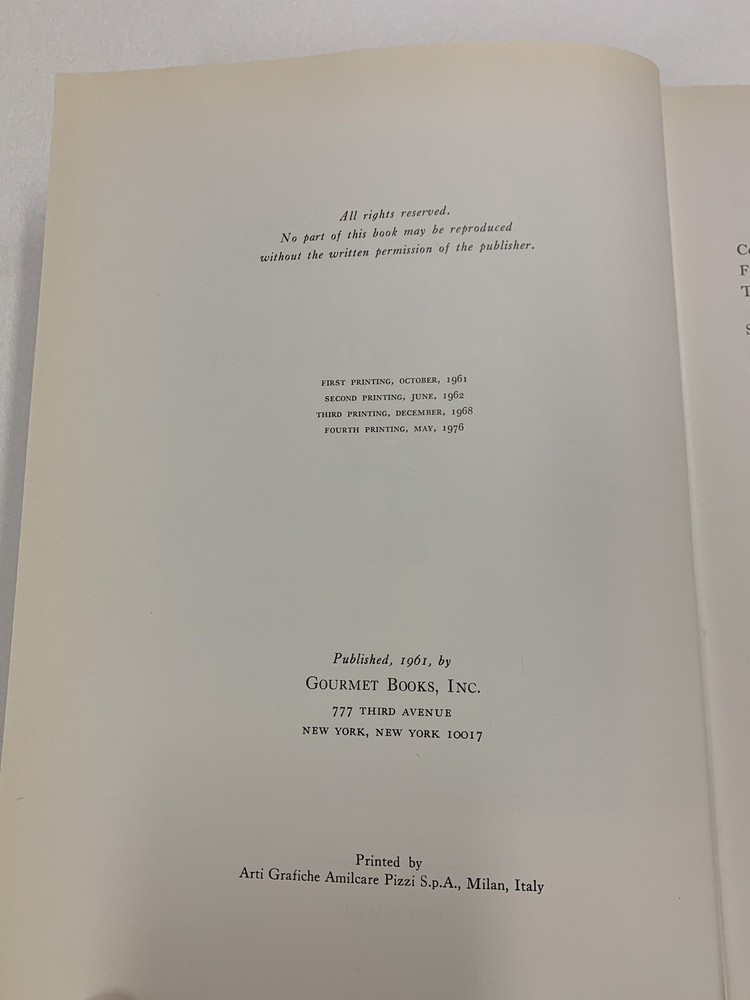 All rights reserved.
No part of this book may be reproduced
without the written permission of the publisher.
FIRST PRINTING, OCTOBER, 1961
SECOND PRINTING, JUNE, 1962
THIRD PRINTING, DECEMBER, 1968
FOURTH PRINTING, MAY, 1976
Published, 1961, by
GOURMET BOOKS, INC.
777 THIRD AVENUE
NEW YORK, NEW YORK 10017
Printed by
Arti Grafiche Amilcare Pizzi S.p.A., Milan, Italy